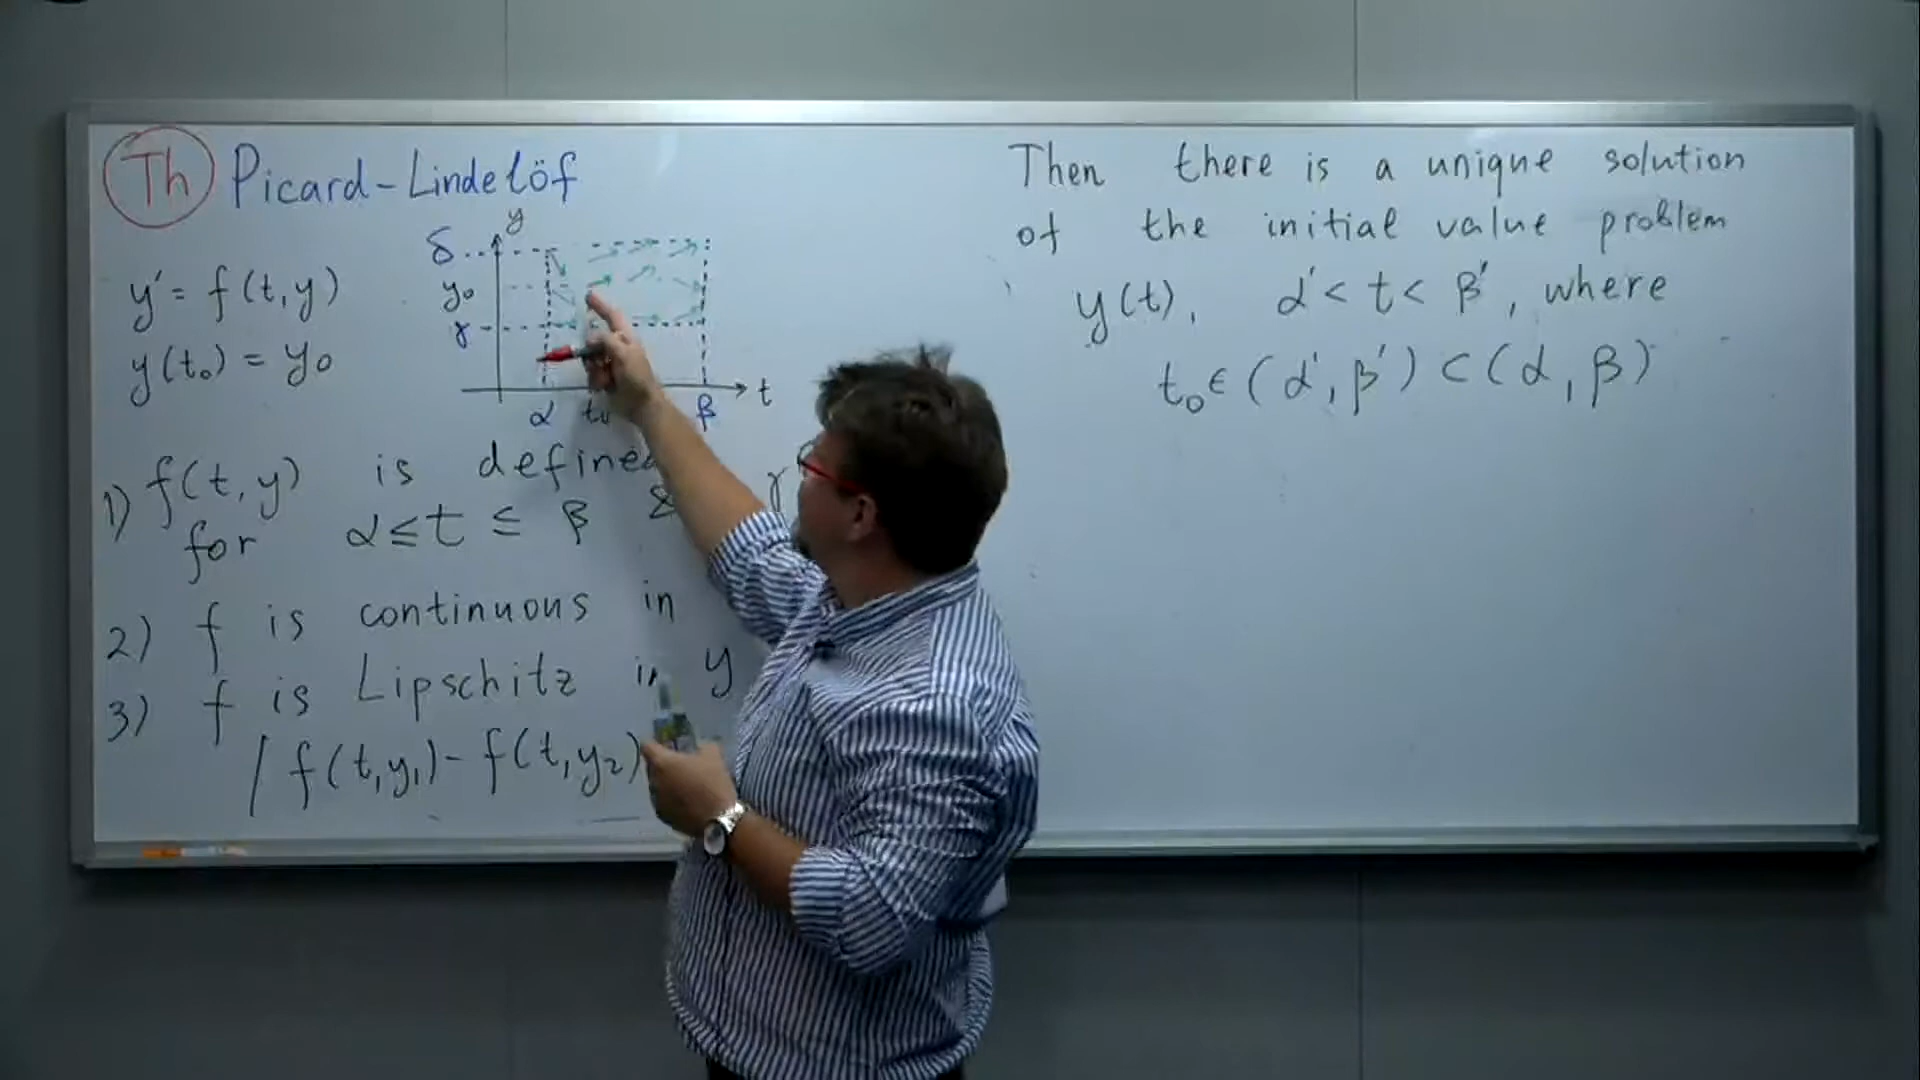 Th Picard-Lindelöf
y' = f(t,y)
y(t₀) = y₀
y
δ
y₀
γ
α t₀ β t
1) f(t,y) is defined
for α ≤ t ≤ β & γ
2) f is continuous in
3) f is Lipschitz in y
|f(t,y₁) - f(t,y₂)
Then there is a unique solution
of the initial value problem
y(t), α' < t < β', where
t₀ ∈ (α', β') ⊂ (α, β)